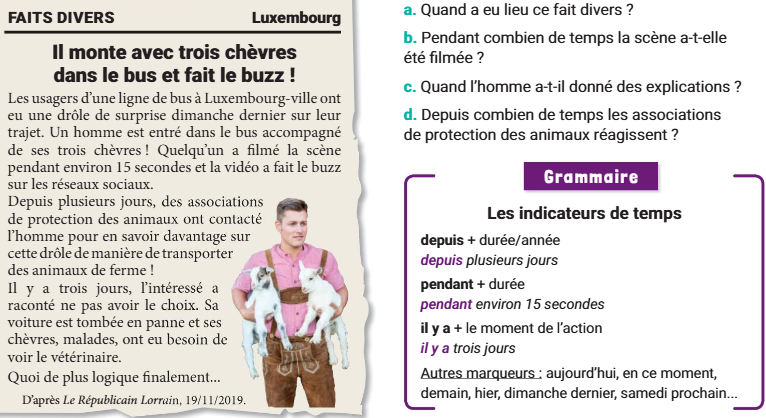 FAITS DIVERS Luxembourg
Il monte avec trois chèvres
dans le bus et fait le buzz !
Les usagers d'une ligne de bus à Luxembourg-ville ont
eu une drôle de surprise dimanche dernier sur leur
trajet. Un homme est entré dans le bus accompagné
de ses trois chèvres ! Quelqu'un a filmé la scène
pendant environ 15 secondes et la vidéo a fait le buzz
sur les réseaux sociaux.
Depuis plusieurs jours, des associations
de protection des animaux ont contacté
l'homme pour en savoir davantage sur
cette drôle de manière de transporter
des animaux de ferme !
Il y a trois jours, l'intéressé a
raconté ne pas avoir le choix. Sa
voiture est tombée en panne et ses
chèvres, malades, ont eu besoin de
voir le vétérinaire.
Quoi de plus logique finalement...
D'après Le Républicain Lorrain, 19/11/2019.
a. Quand a eu lieu ce fait divers ?
b. Pendant combien de temps la scène a-t-elle
été filmée ?
c. Quand l'homme a-t-il donné des explications ?
d. Depuis combien de temps les associations
de protection des animaux réagissent ?
Grammaire
Les indicateurs de temps
depuis + durée/année
depuis plusieurs jours
pendant + durée
pendant environ 15 secondes
il y a + le moment de l'action
il y a trois jours
Autres marqueurs : aujourd'hui, en ce moment,
demain, hier, dimanche dernier, samedi prochain...